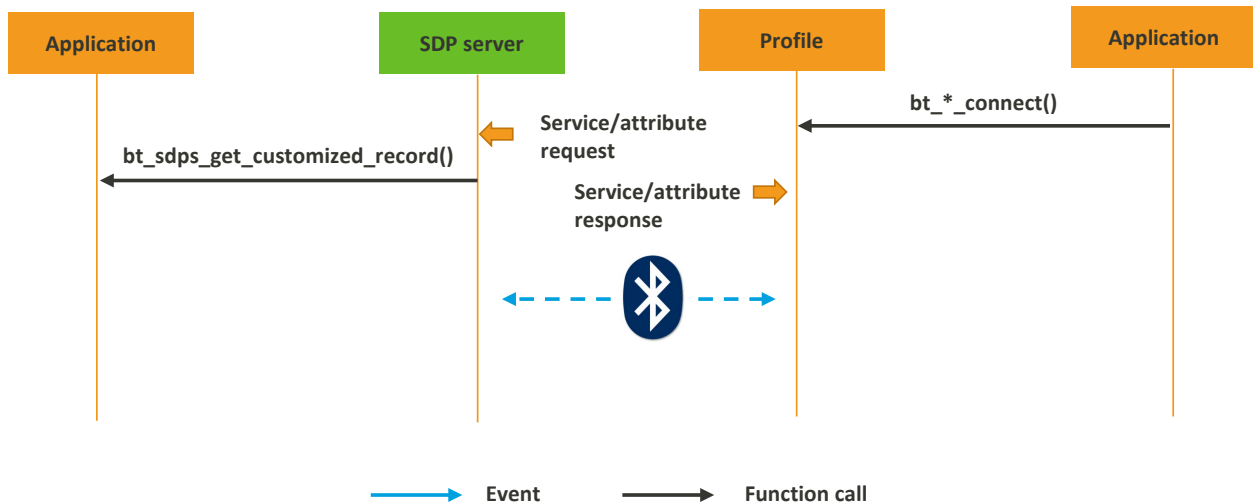 Application
SDP server
Profile
Application
bt_*_connect()
Service/attribute
request
bt_sdps_get_customized_record()
Service/attribute
response
Event
Function call